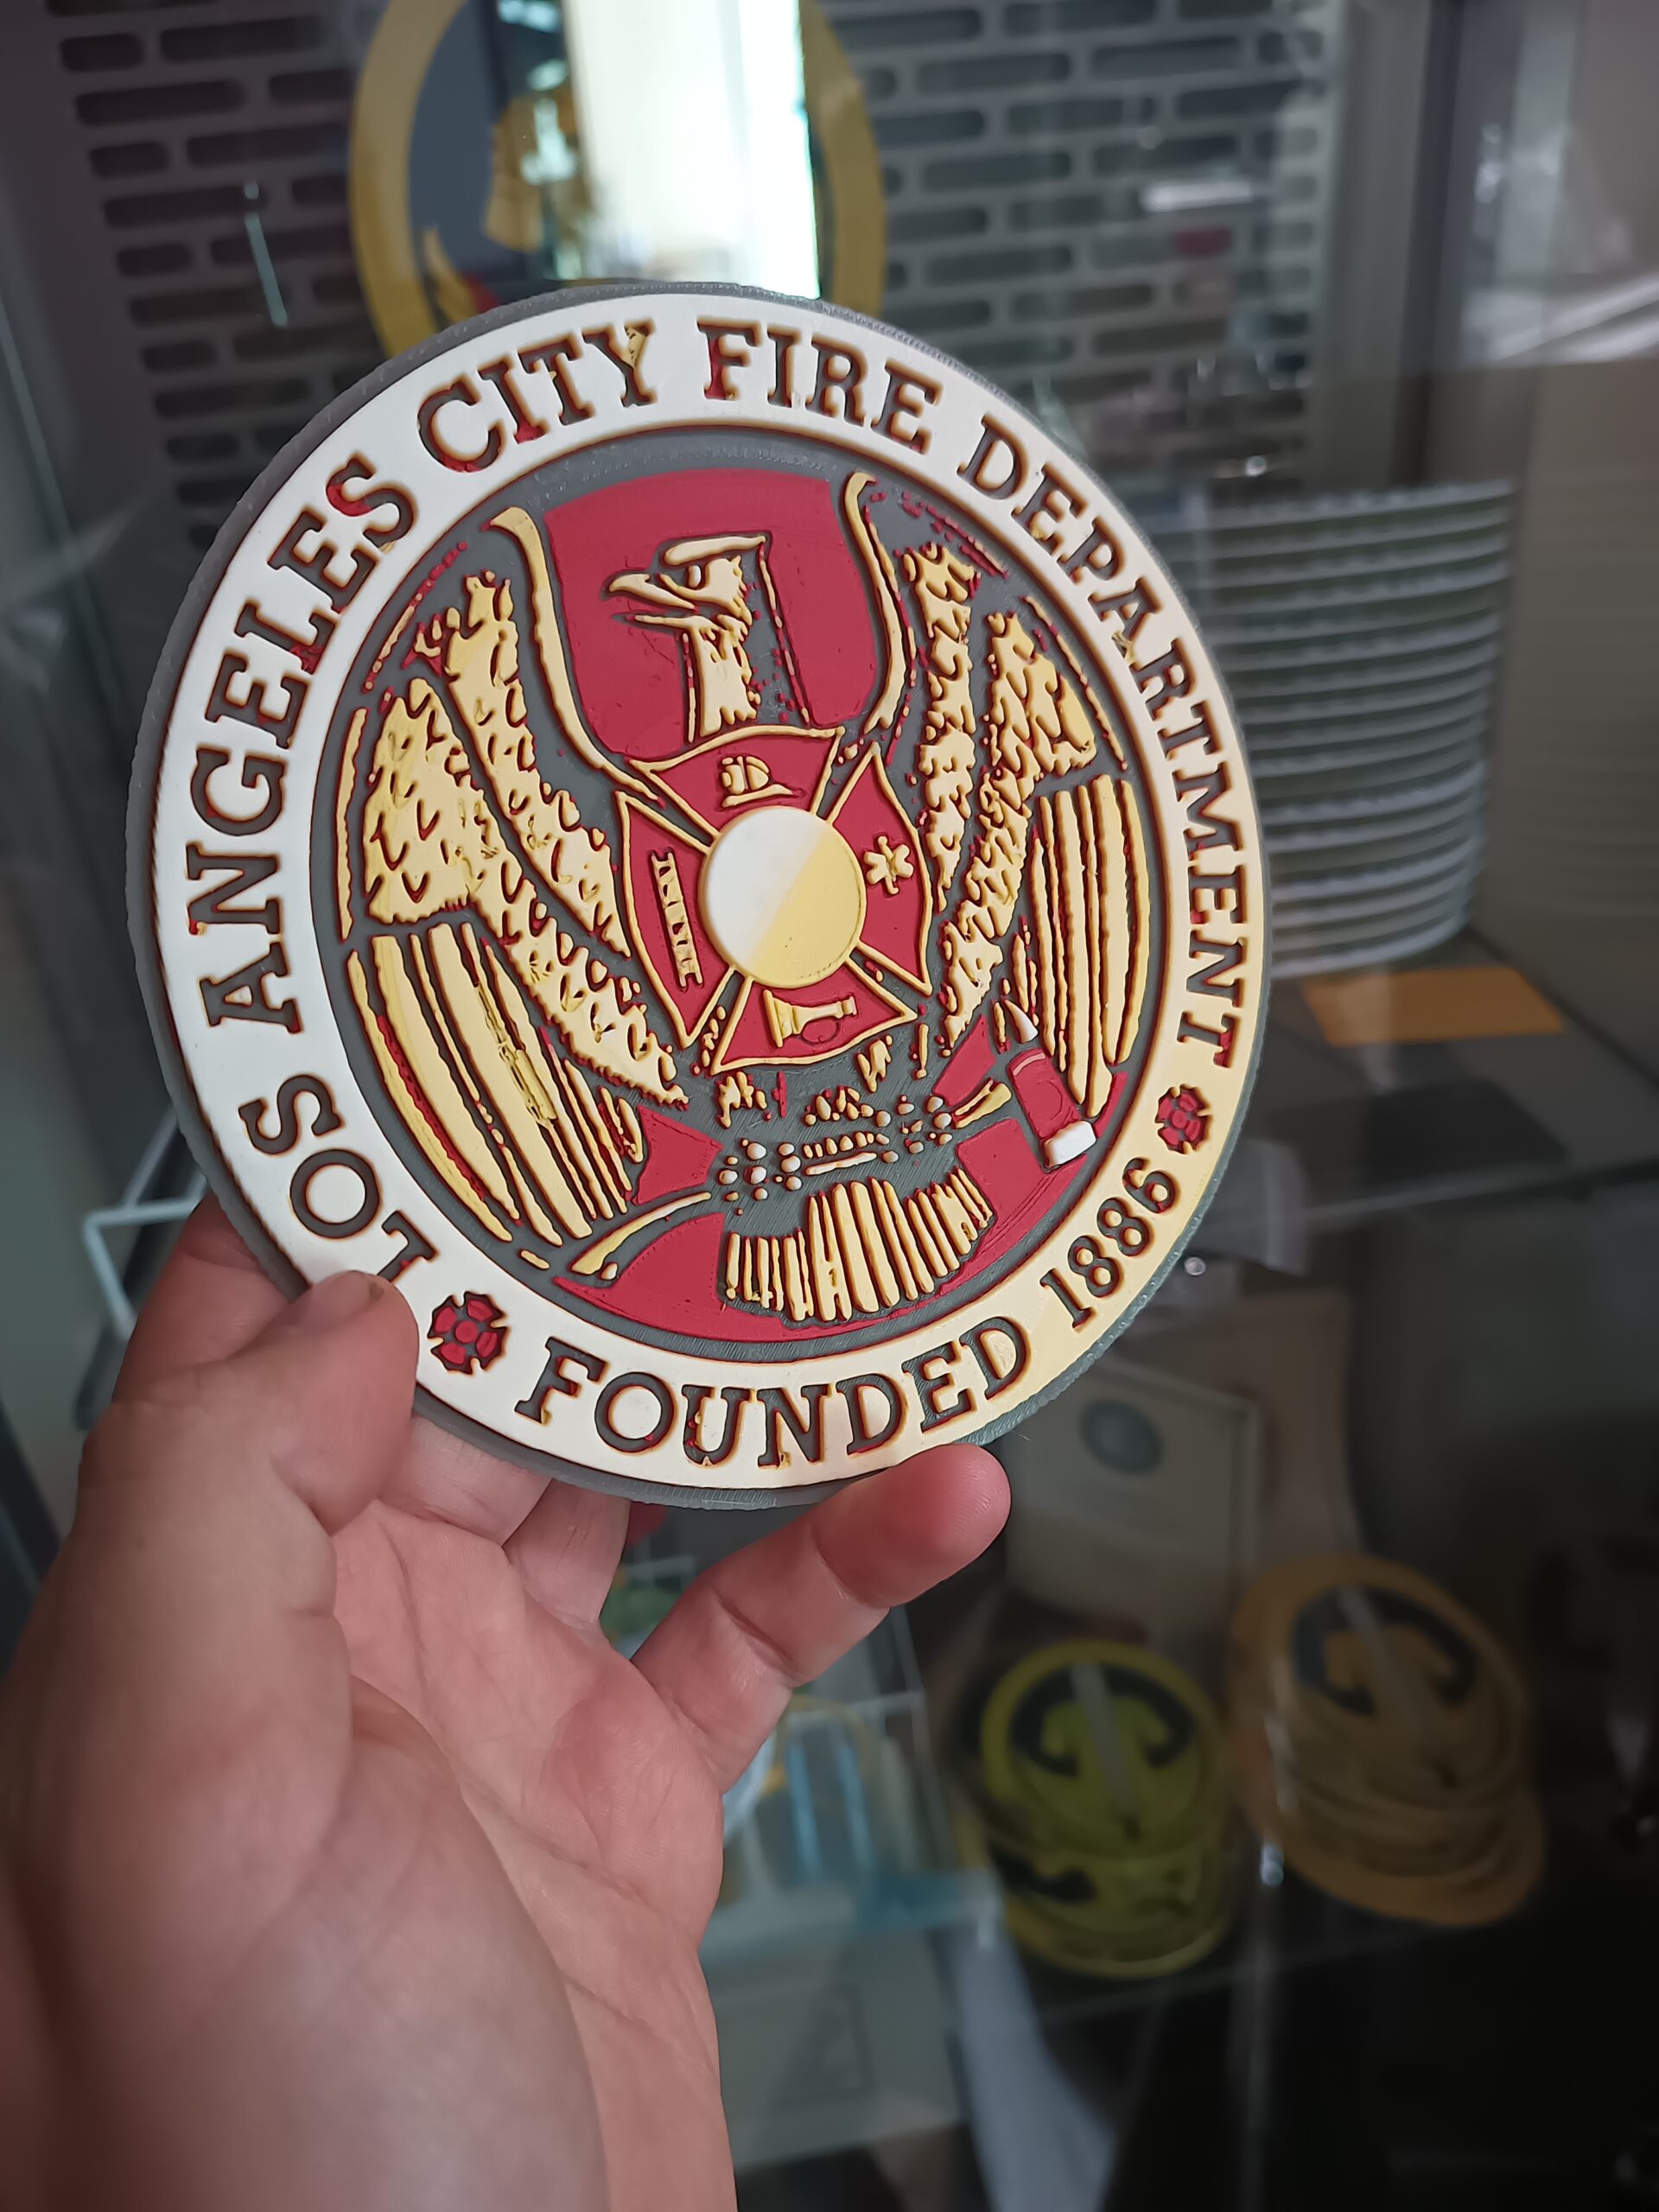 LOS ANGELES CITY FIRE DEPARTMENT
FOUNDED 1886